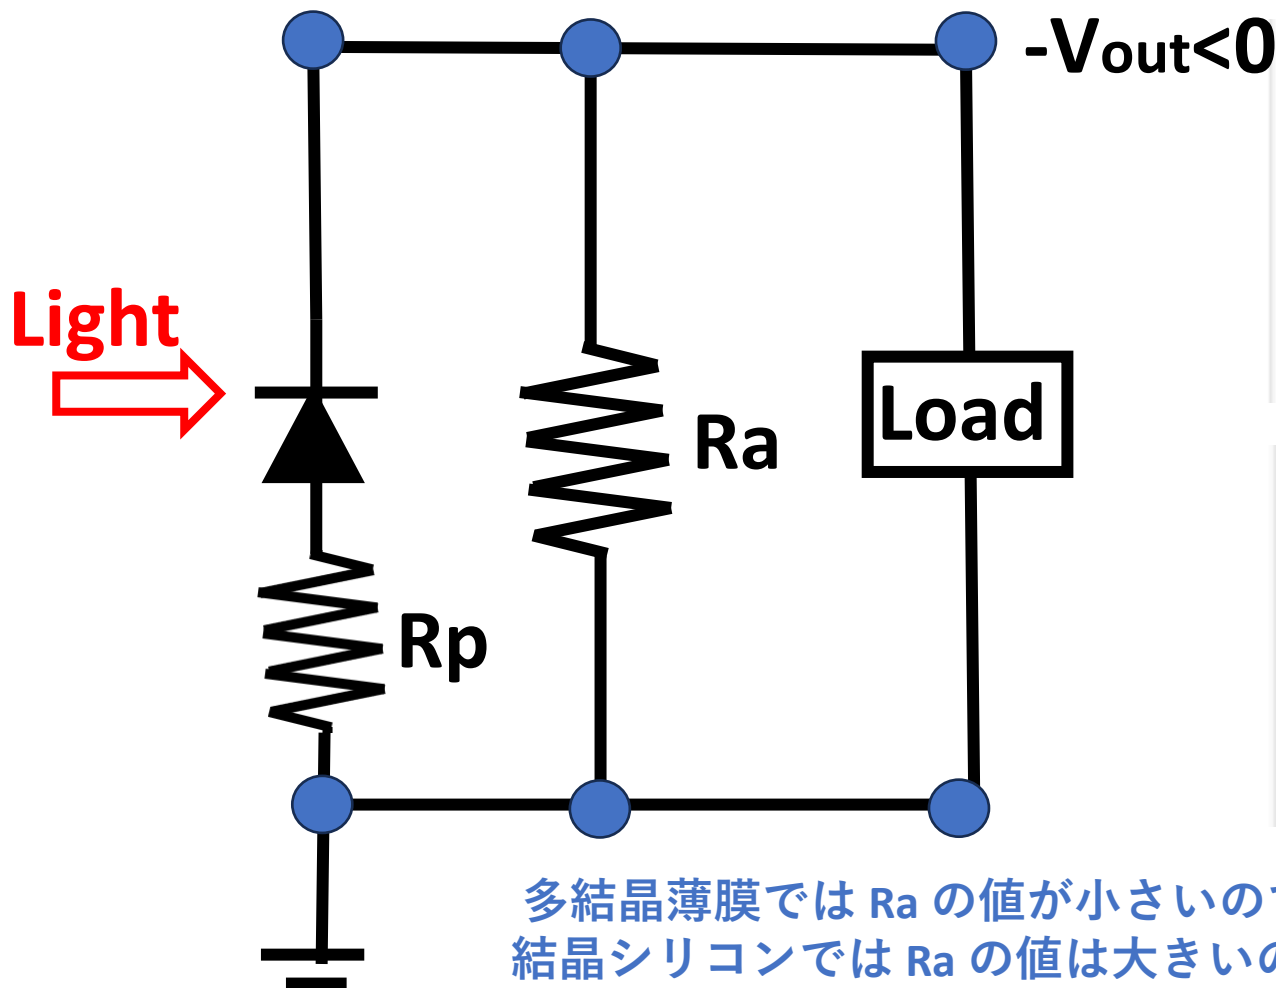 -Vout<0
Light
Load
Ra
Rp
多結晶薄膜では Ra の値が小さいので
結晶シリコンでは Ra の値は大きいの